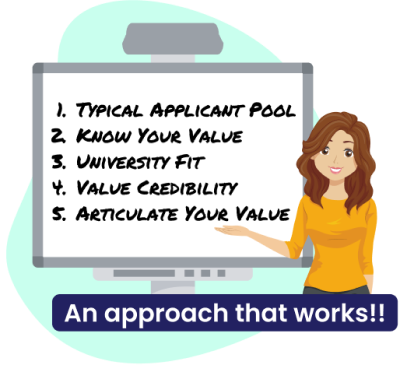 1. Typical Applicant Pool
2. Know Your Value
3. University Fit
4. Value Credibility
5. Articulate Your Value
An approach that works!!